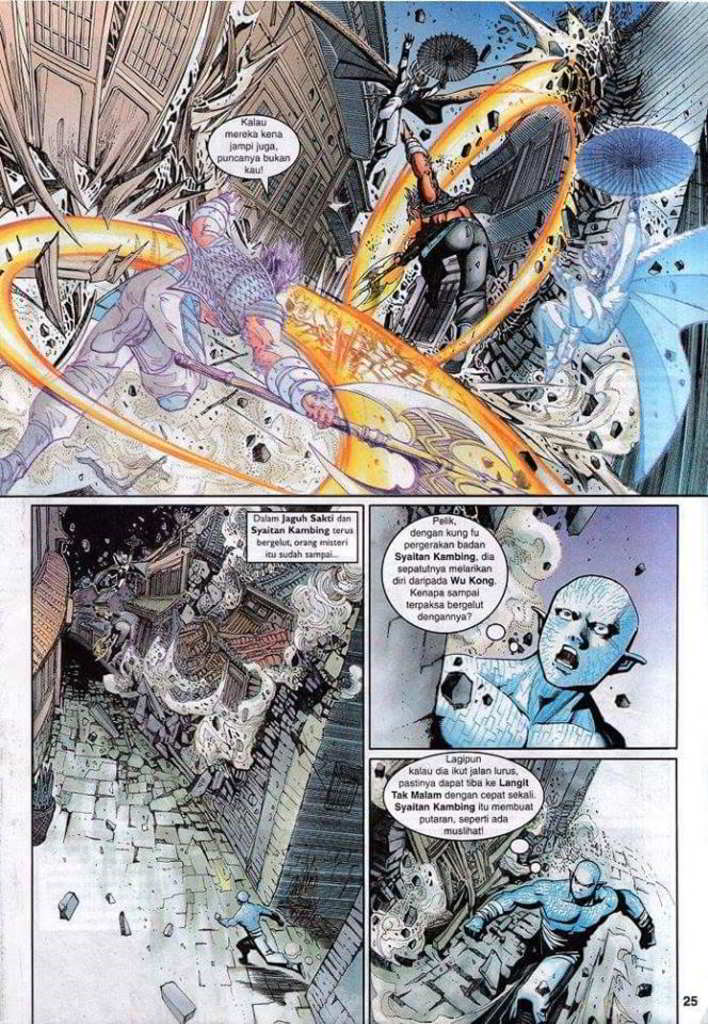 Kalau
mereka kena
jampi juga,
puncanya bukan
kau!
Dalam Jaguh Sakti dan
Syaitan Kambing terus
bergelut, orang misteri
itu sudah sampai...
Pelik,
dengan kung fu
pergerakan badan
Syaitan Kambing, dia
sepatutnya melarikan
diri daripada Wu Kong.
Kenapa sampai
terpaksa bergelut
dengannya?
Lagipun
kalau dia ikut jalan lurus,
pastinya dapat tiba ke Langit
Tak Malam dengan cepat sekali.
Syaitan Kambing itu membuat
putaran, seperti ada
muslihat!
25